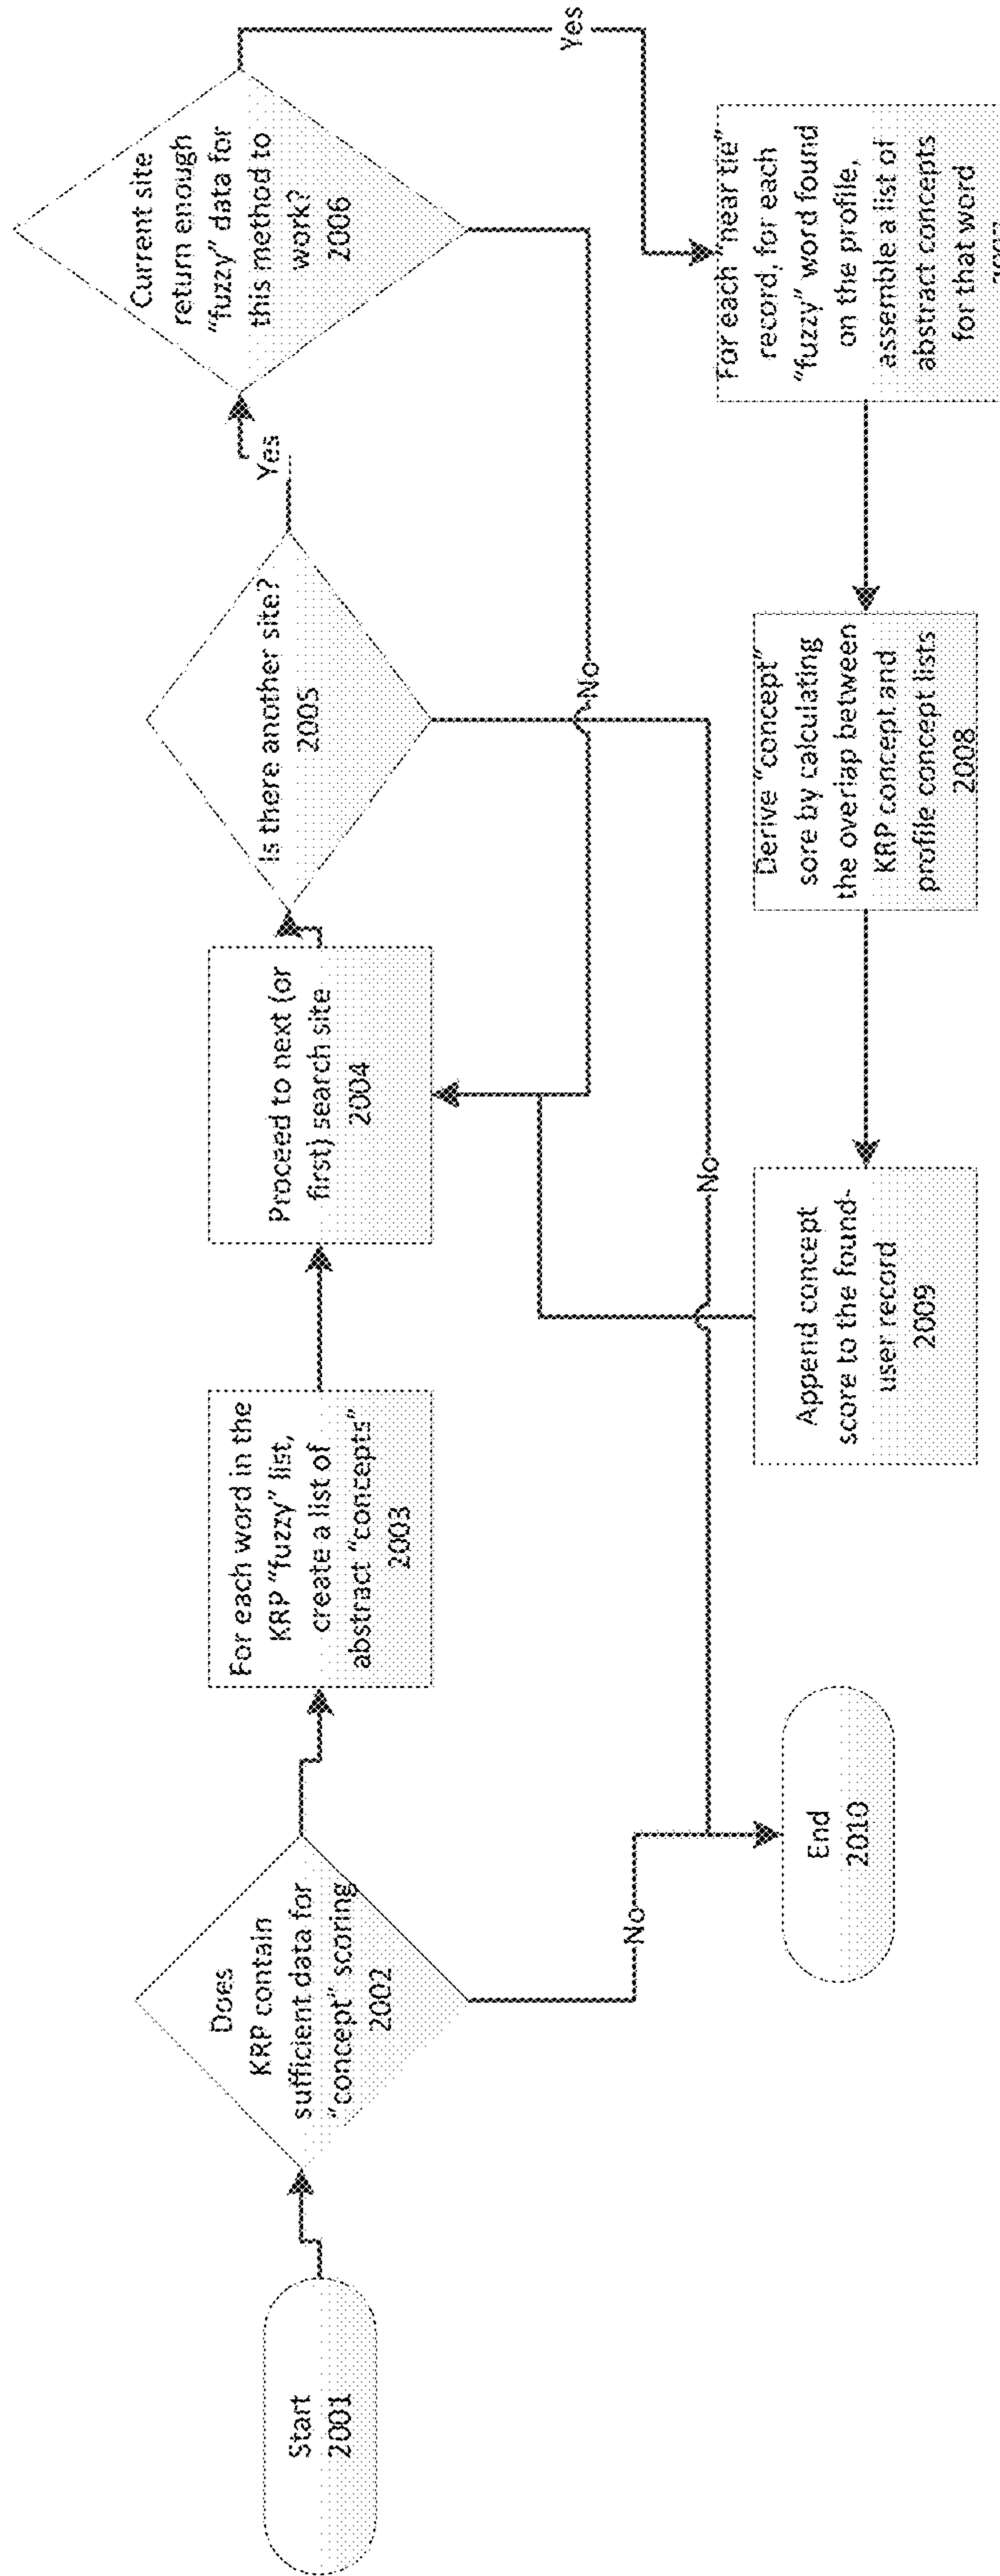 Start
2001
Does
KRP contain
sufficient data for
"concept" scoring
2002
No
For each word in the
KRP "fuzzy" list,
create a list of
abstract "concepts"
2003
Proceed to next (or
first) search site
2004
Is there another site?
2005
Yes
No
Current site
return enough
"fuzzy" data for
this method to
work?
2006
No
Yes
For each "near tie"
record, for each
"fuzzy" word found
on the profile,
assemble a list of
abstract concepts
for that word
Derive "concept"
sore by calculating
the overlap between
KRP concept and
profile concept lists
2008
Append concept
score to the found-
user record
2009
End
2010